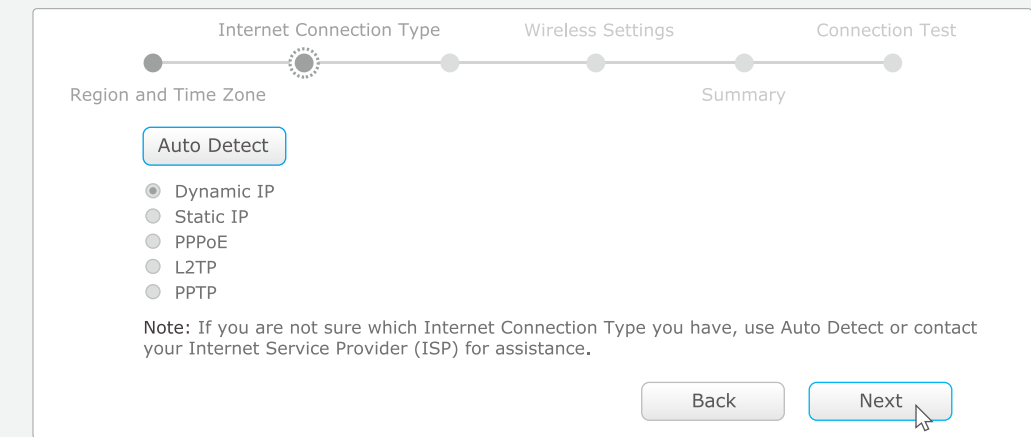 Internet Connection Type
Wireless Settings
Connection Test
Region and Time Zone
Summary
Auto Detect
Dynamic IP
Static IP
PPPoE
L2TP
PPTP
Note: If you are not sure which Internet Connection Type you have, use Auto Detect or contact
your Internet Service Provider (ISP) for assistance.
Back
Next